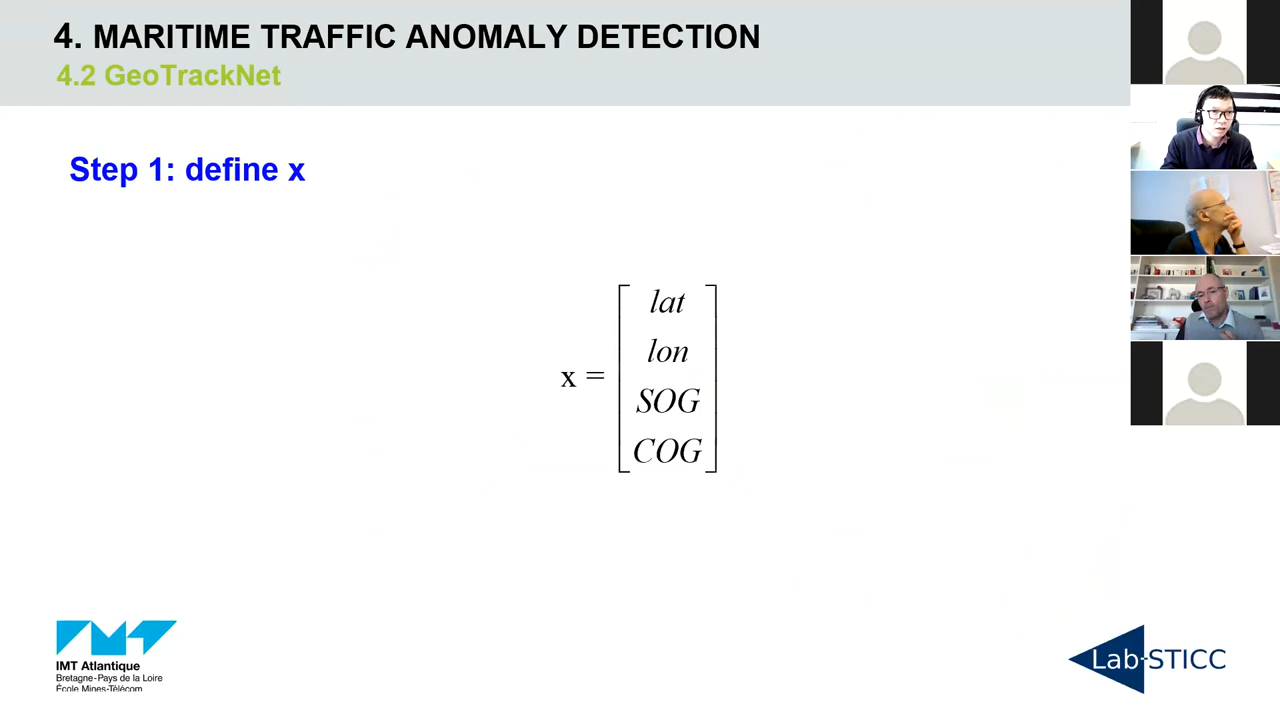 4. MARITIME TRAFFIC ANOMALY DETECTION
4.2 GeoTrackNet
Step 1: define x
x =
lat
lon
SOG
COG
IMT Atlantique
Bretagne-Pays de la Loire
École Mines-Télécom
Lab-STICC